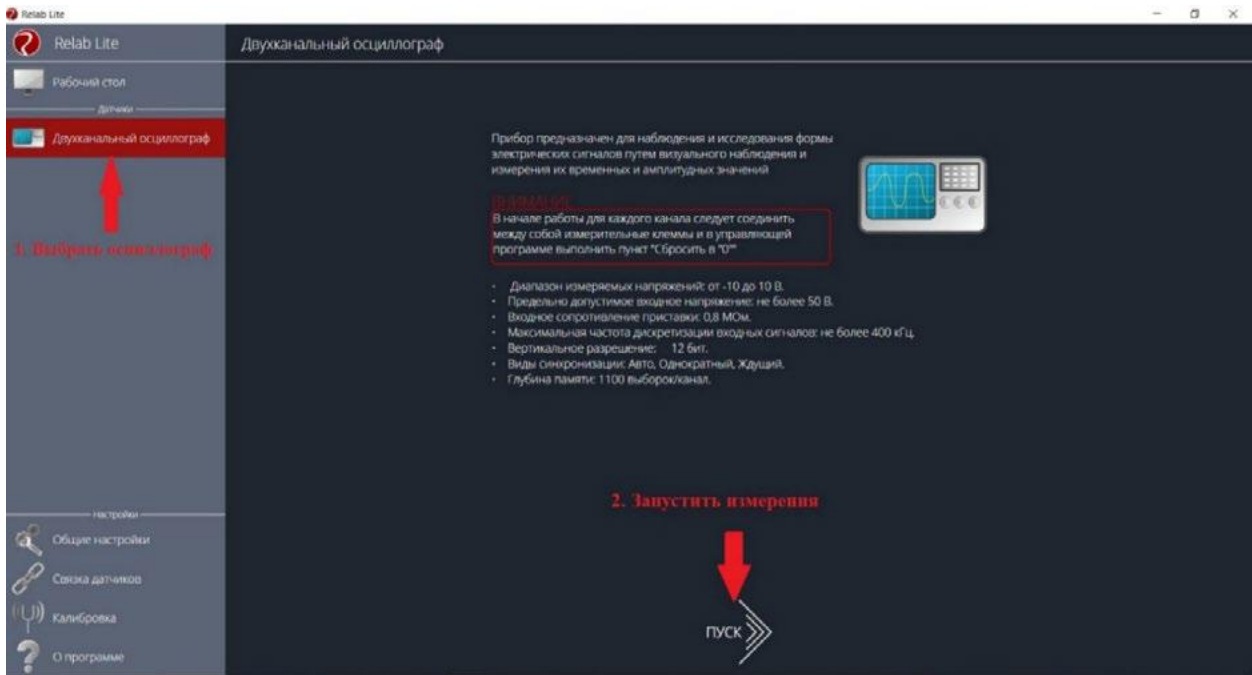 Relab Lite
Relab Lite
Двухканальный осциллограф
Рабочий стол
Датчики
Двухканальный осциллограф
1. Выбрать осциллограф
Прибор предназначен для наблюдения и исследования формы
электрических сигналов путем визуального наблюдения и
измерения их временных и амплитудных значений
ВНИМАНИЕ
В начале работы для каждого канала следует соединить
между собой измерительные клеммы и в управляющей
программе выполнить пункт "Сбросить в "0""
• Диапазон измеряемых напряжений: от -10 до 10 В.
• Предельно допустимое входное напряжение: не более 50 В.
• Входное сопротивление приставки: 0,8 МОм.
• Максимальная частота дискретизации входных сигналов: не более 400 кГц.
• Вертикальное разрешение: 12 бит.
• Виды синхронизации: Авто, Однократный, Ждущий.
• Глубина памяти: 1100 выборок/канал.
2. Запустить измерения
ПУСК
Настройки
Общие настройки
Связка датчиков
Калибровка
О программе